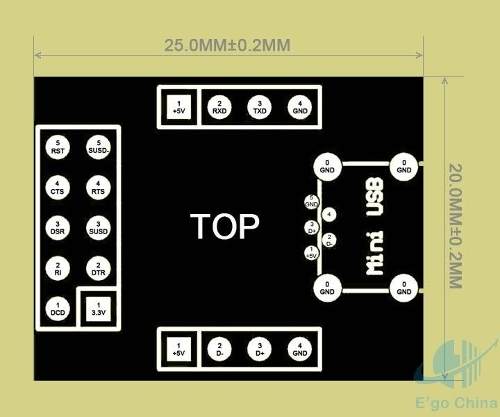 25.0MM±0.2MM
1 2 3 4
+5V RXD TXD GND
5 5
RST SUSD-
4 4
CTS RTS
3 3
DSR SUSD
2 2
RI DTR
1 1
DCD 3.3V
TOP
0 0
GND GND
5
GND
4
3
D+
2
D-
1
+5V
0 0
GND GND
Mini USB
20.0MM±0.2MM
1 2 3 4
+5V D- D+ GND
E'go China